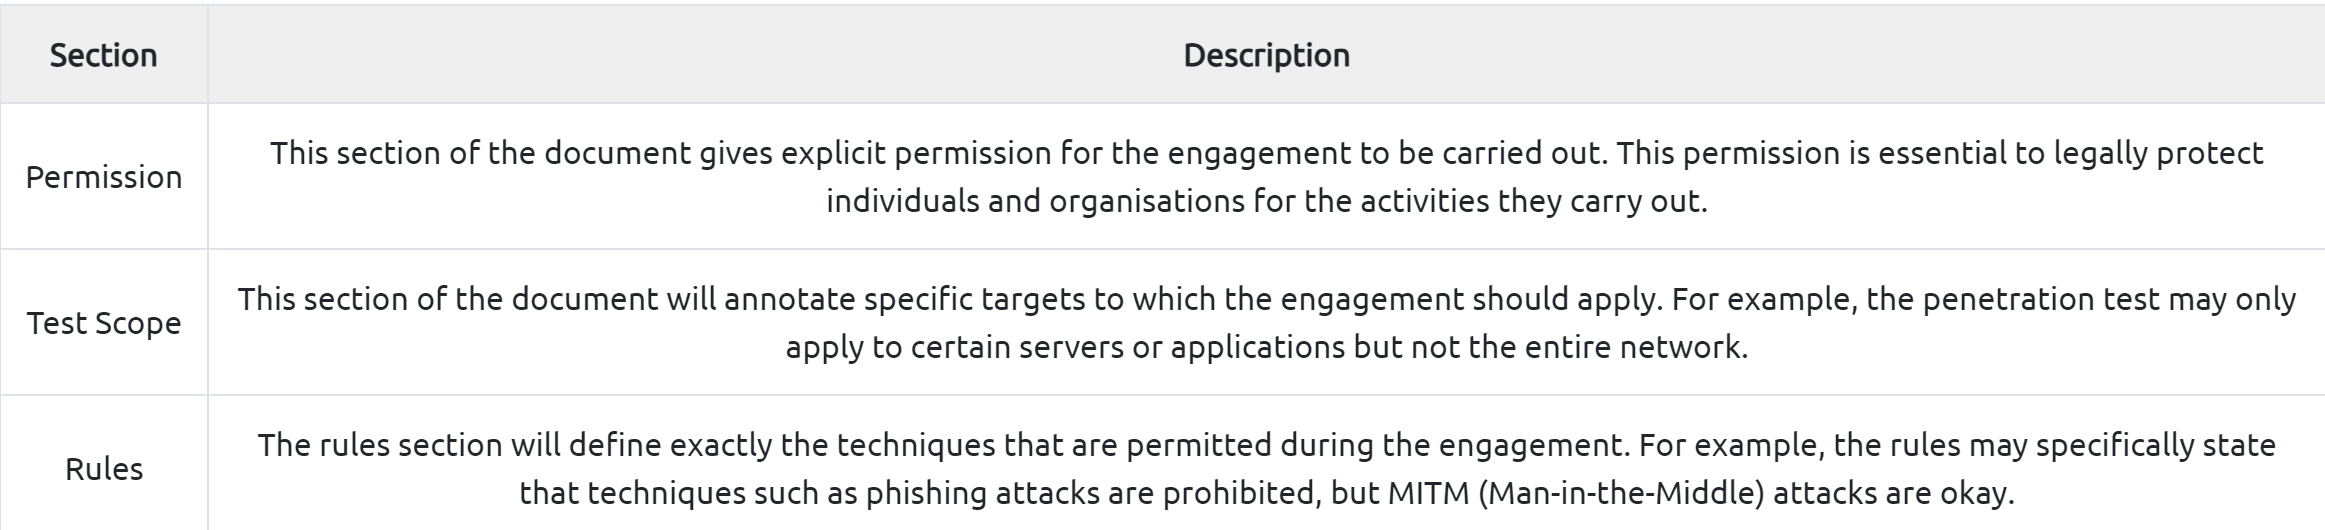 Section
Description
Permission
This section of the document gives explicit permission for the engagement to be carried out. This permission is essential to legally protect
individuals and organisations for the activities they carry out.
Test Scope
This section of the document will annotate specific targets to which the engagement should apply. For example, the penetration test may only
apply to certain servers or applications but not the entire network.
Rules
The rules section will define exactly the techniques that are permitted during the engagement. For example, the rules may specifically state
that techniques such as phishing attacks are prohibited, but MITM (Man-in-the-Middle) attacks are okay.